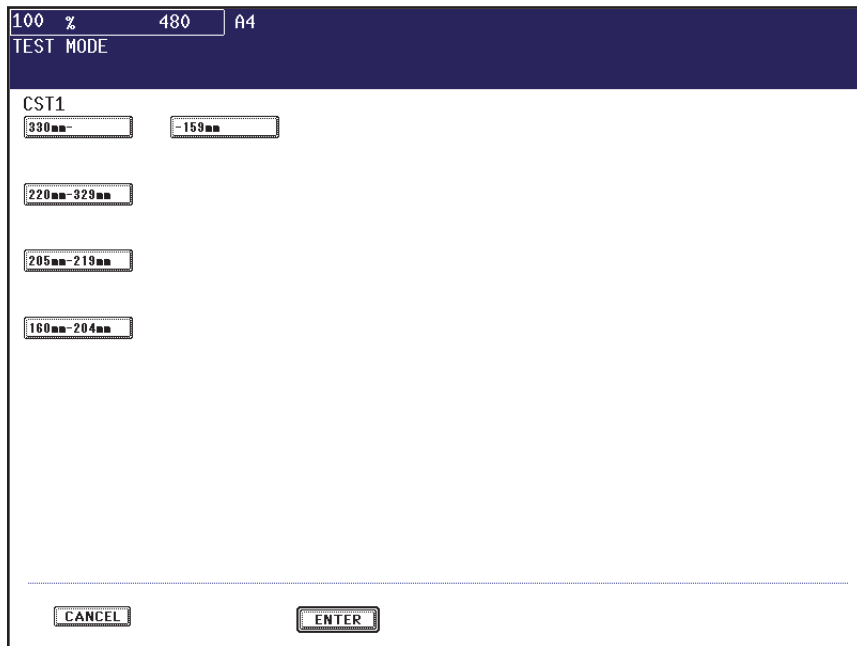 100 % 480 A4
TEST MODE
CST1
330mm- -159mm
220mm-329mm
205mm-219mm
160mm-204mm
CANCEL ENTER